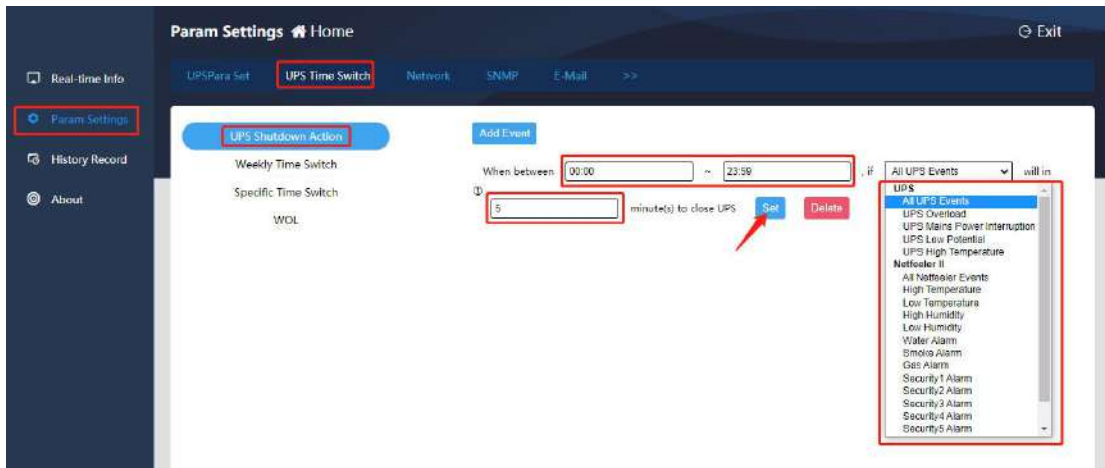 Param Settings Home
Exit
Real-time Info
Param Settings
History Record
About
UPSPara Set UPS Time Switch Network SNMP E-Mail >>
UPS Shutdown Action
Weekly Time Switch
Specific Time Switch
WOL
Add Event
When between 00:00 ~ 23:59 , if All UPS Events will in
①
5 minute(s) to close UPS Set Delete
UPS
All UPS Events
UPS Overload
UPS Mains Power Interruption
UPS Low Potential
UPS High Temperature
Netfeeler II
All Netfeeler Events
High Temperature
Low Temperature
High Humidity
Low Humidity
Water Alarm
Smoke Alarm
Gas Alarm
Security1 Alarm
Security2 Alarm
Security3 Alarm
Security4 Alarm
Security5 Alarm